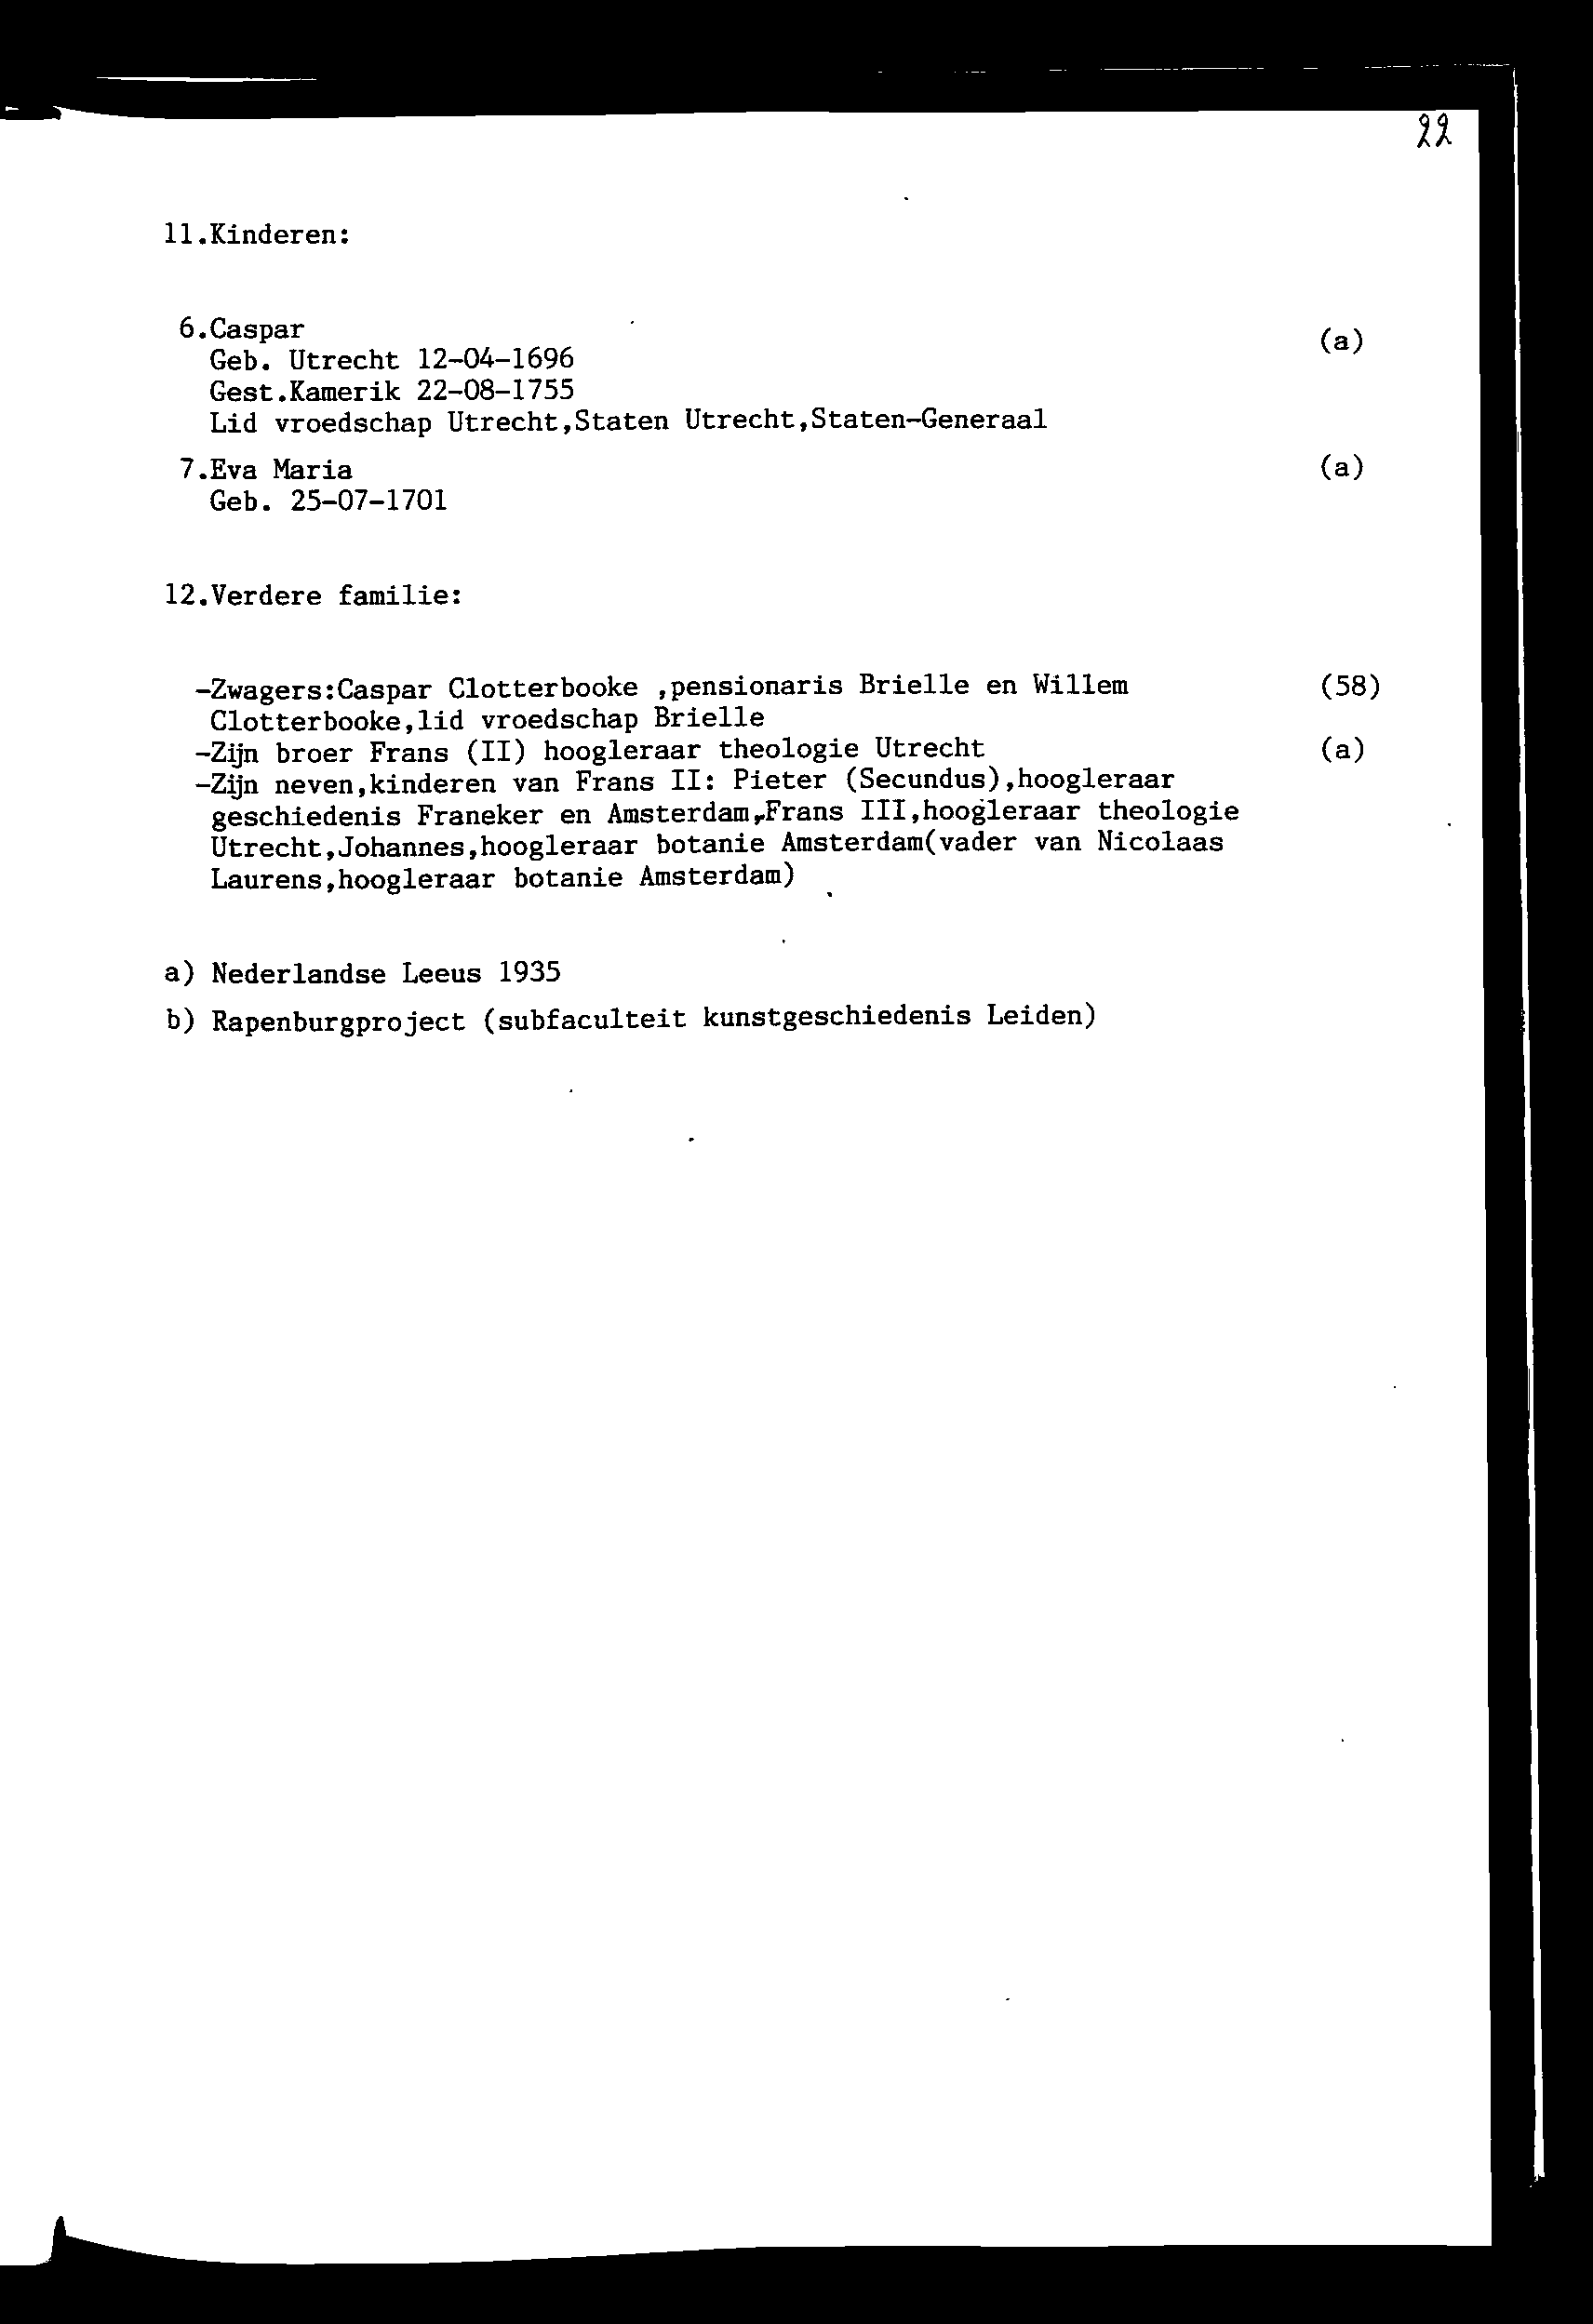 22
11.Kinderen:
6.Caspar (a)
Geb. Utrecht 12-04-1696
Gest.Kamerik 22-08-1755
Lid vroedschap Utrecht,Staten Utrecht,Staten-Generaal
7.Eva Maria (a)
Geb. 25-07-1701
12.Verdere familie:
-Zwagers:Caspar Clotterbooke ,pensionaris Brielle en Willem (58)
Clotterbooke,lid vroedschap Brielle
-Zijn broer Frans (II) hoogleraar theologie Utrecht (a)
-Zijn neven,kinderen van Frans II: Pieter (Secundus),hoogleraar
geschiedenis Franeker en Amsterdam,Frans III,hoogleraar theologie
Utrecht,Johannes,hoogleraar botanie Amsterdam(vader van Nicolaas
Laurens,hoogleraar botanie Amsterdam)
a) Nederlandse Leeus 1935
b) Rapenburgproject (subfaculteit kunstgeschiedenis Leiden)